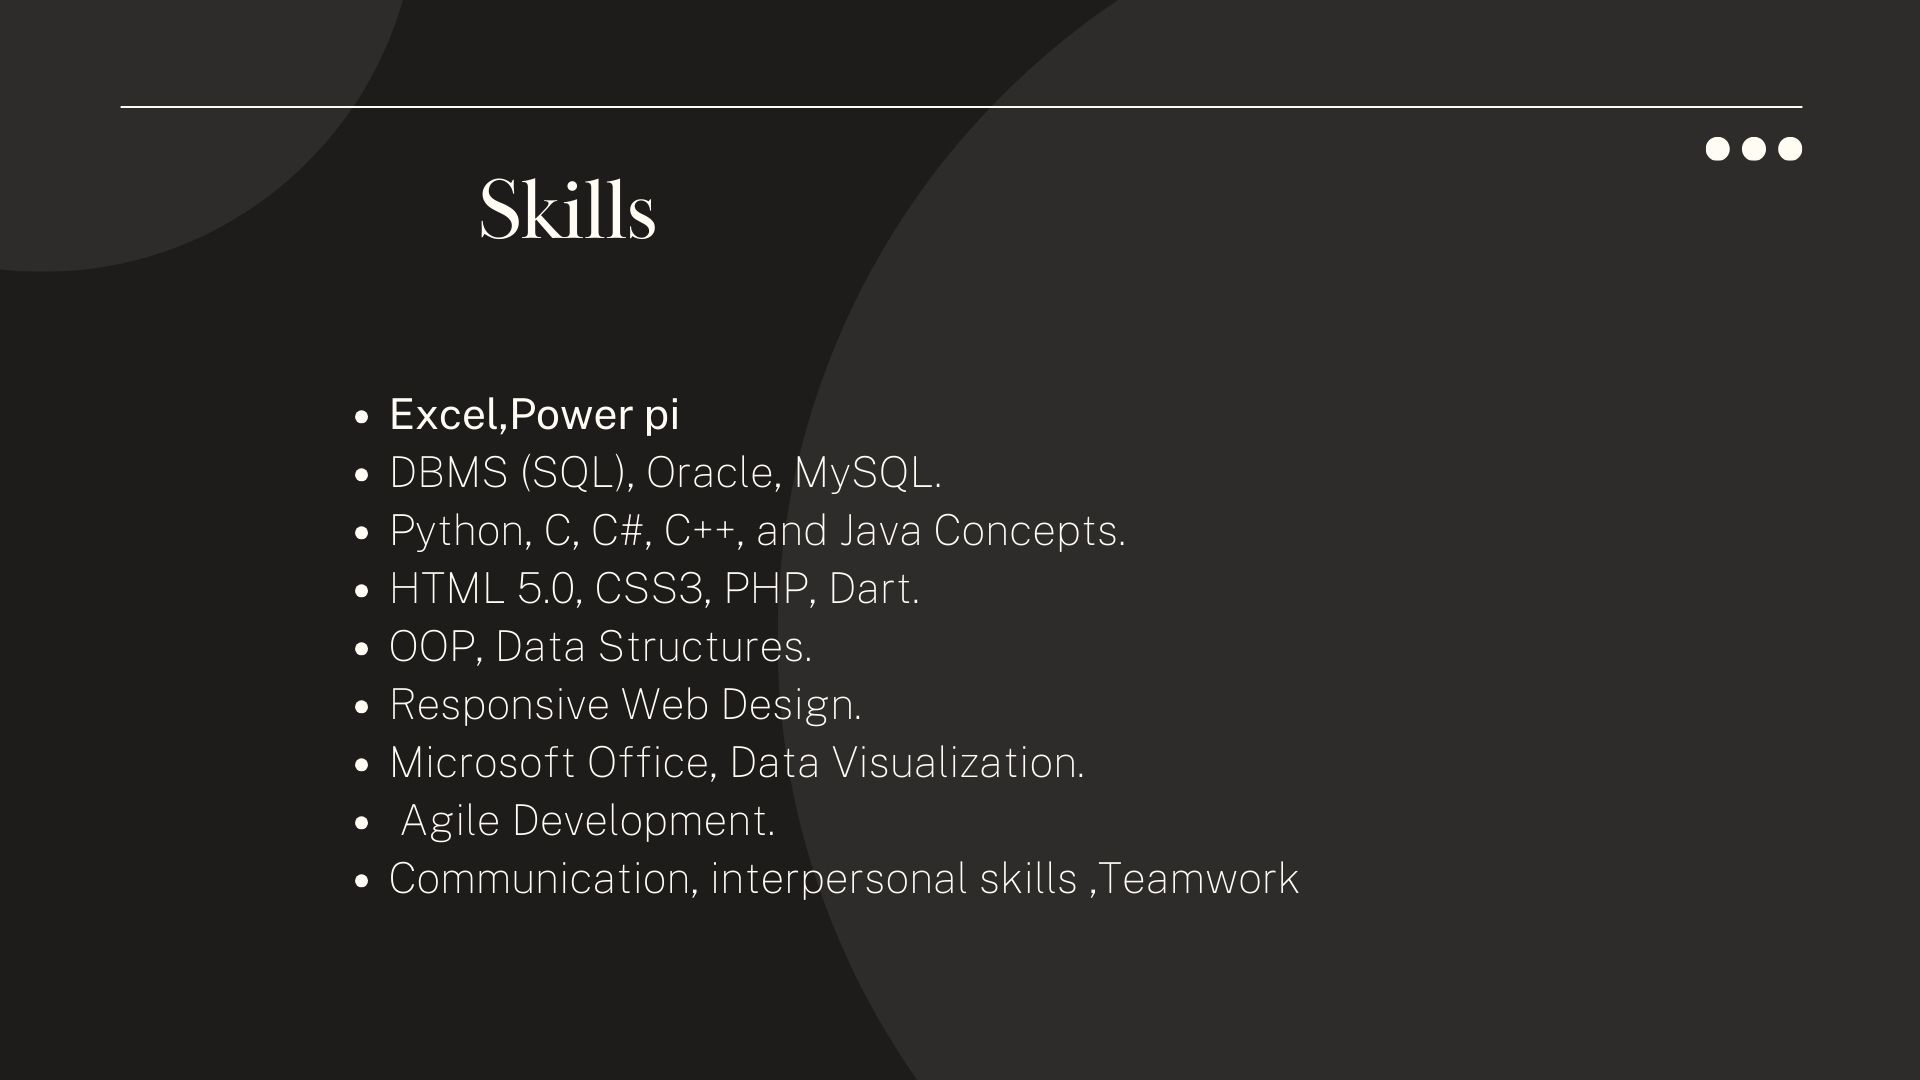 Skills
Excel,Power pi
DBMS (SQL), Oracle, MySQL.
Python, C, C#, C++, and Java Concepts.
HTML 5.0, CSS3, PHP, Dart.
OOP, Data Structures.
Responsive Web Design.
Microsoft Office, Data Visualization.
Agile Development.
Communication, interpersonal skills ,Teamwork